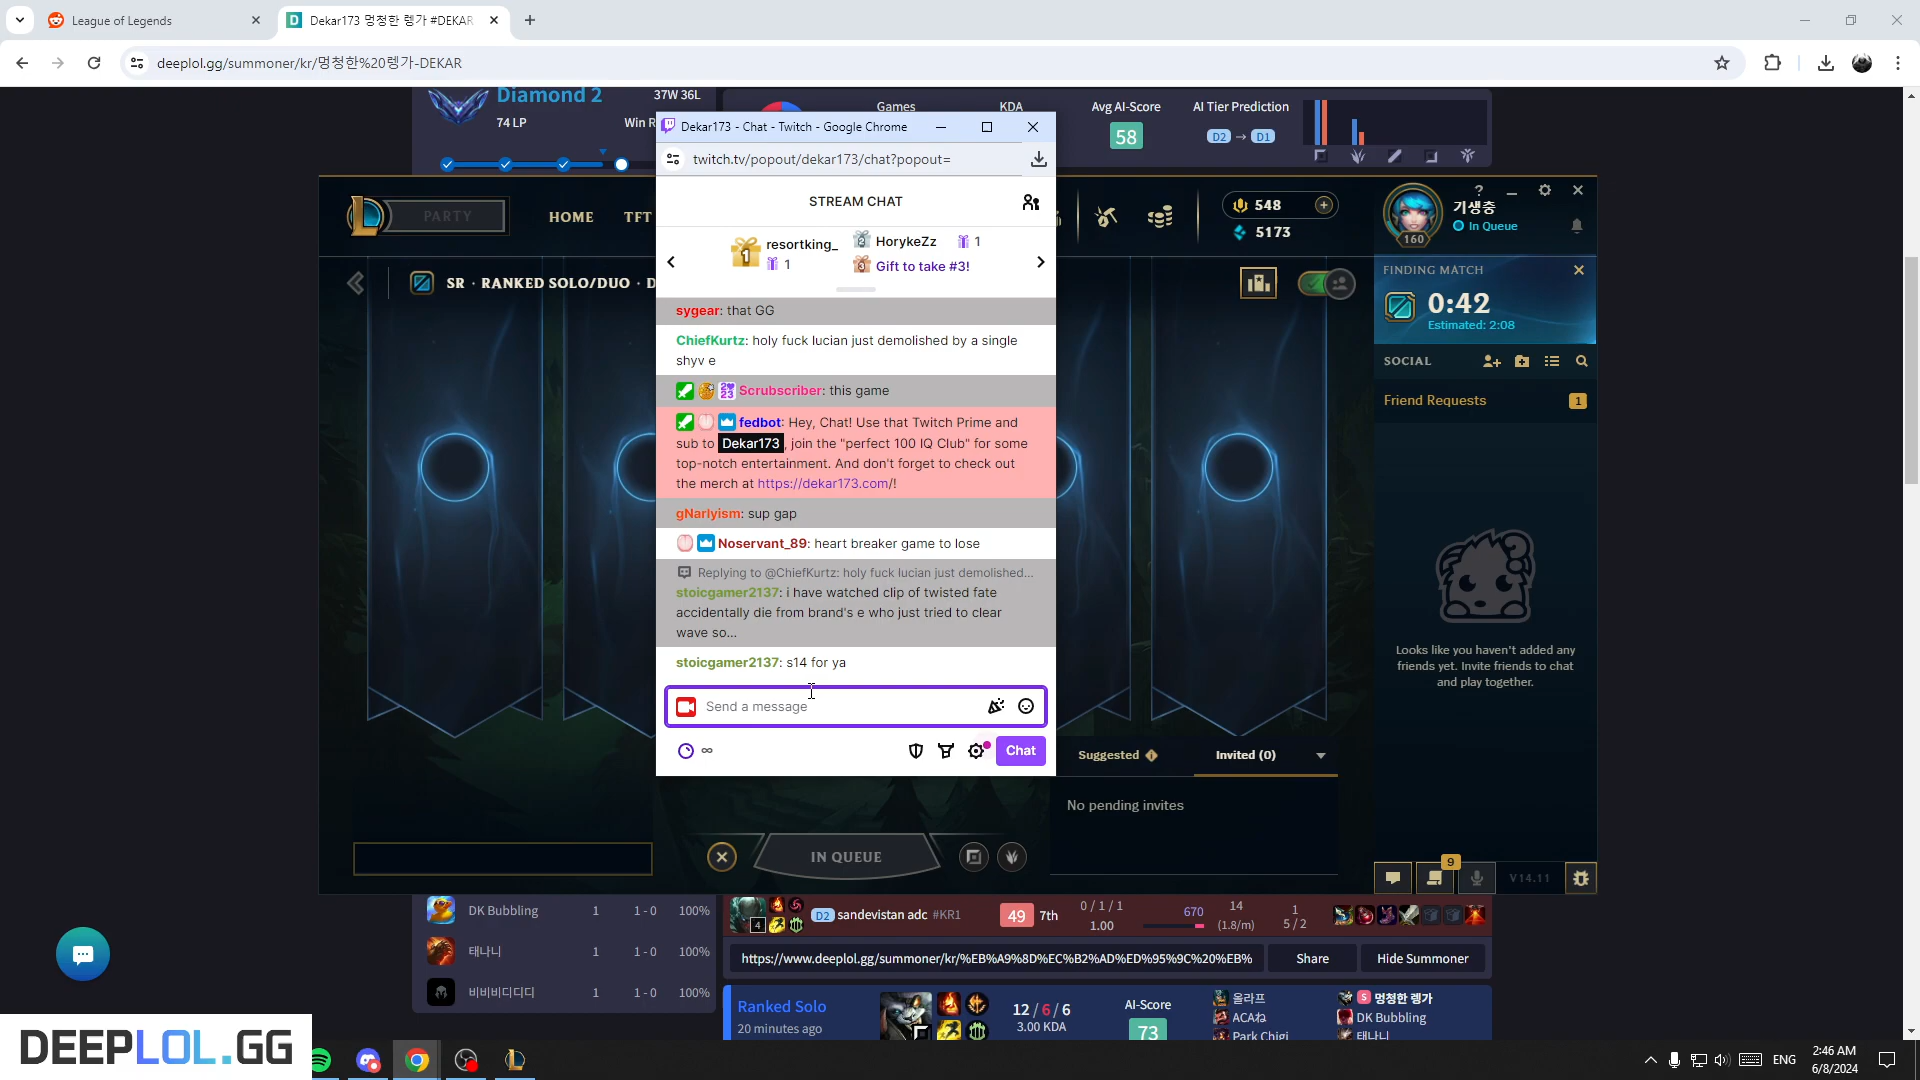 League of Legends
Dekar173 멍청한 렝가 #DEKAR
deeplol.gg/summoner/kr/멍청한%20렝가-DEKAR
Diamond 2
37W 36L
74 LP
Win R
Games
KDA
Avg AI-Score
58
AI Tier Prediction
D2 → D1
Dekar173 - Chat - Twitch - Google Chrome
twitch.tv/popout/dekar173/chat?popout=
STREAM CHAT
1
resortking_
1
2 HorykeZz 1
3 Gift to take #3!
sygear: that GG
ChiefKurtz: holy fuck lucian just demolished by a single
shyv e
Scrubscriber: this game
fedbot: Hey, Chat! Use that Twitch Prime and
sub to Dekar173, join the "perfect 100 IQ Club" for some
top-notch entertainment. And don't forget to check out
the merch at https://dekar173.com/!
gNarlyism: sup gap
Noservant_89: heart breaker game to lose
Replying to @ChiefKurtz: holy fuck lucian just demolished...
stoicgamer2137: i have watched clip of twisted fate
accidentally die from brand's e who just tried to clear
wave so...
stoicgamer2137: s14 for ya
Send a message
∞
Chat
PARTY
HOME
TFT
548
5173
SR · RANKED SOLO/DUO · D
160
기생충
In Queue
FINDING MATCH
0:42
Estimated: 2:08
SOCIAL
Friend Requests
1
Looks like you haven't added any
friends yet. Invite friends to chat
and play together.
Suggested
Invited (0)
No pending invites
IN QUEUE
9
V14.11
DK Bubbling 1 1 - 0 100%
태나니 1 1 - 0 100%
비비비디디디 1 1 - 0 100%
4
D2 sandevistan adc #KR1
49 7th
0 / 1 / 1
1.00
670
14
(1.8/m)
1
5 / 2
https://www.deeplol.gg/summoner/kr/%EB%A9%8D%EC%B2%AD%ED%95%9C%20%EB%
Share
Hide Summoner
Ranked Solo
20 minutes ago
12 / 6 / 6
3.00 KDA
AI-Score
73
올라프
ACAね
Park Chigi
S 멍청한 렝가
DK Bubbling
태나니
DEEPLOL.GG
ENG
2:46 AM
6/8/2024